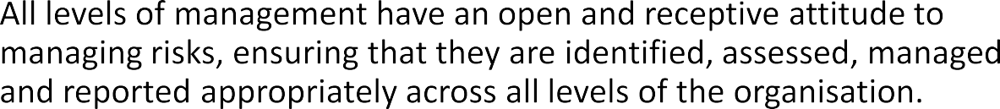 All levels of management have an open and receptive attitude to
managing risks, ensuring that they are identified, assessed, managed
and reported appropriately across all levels of the organisation.